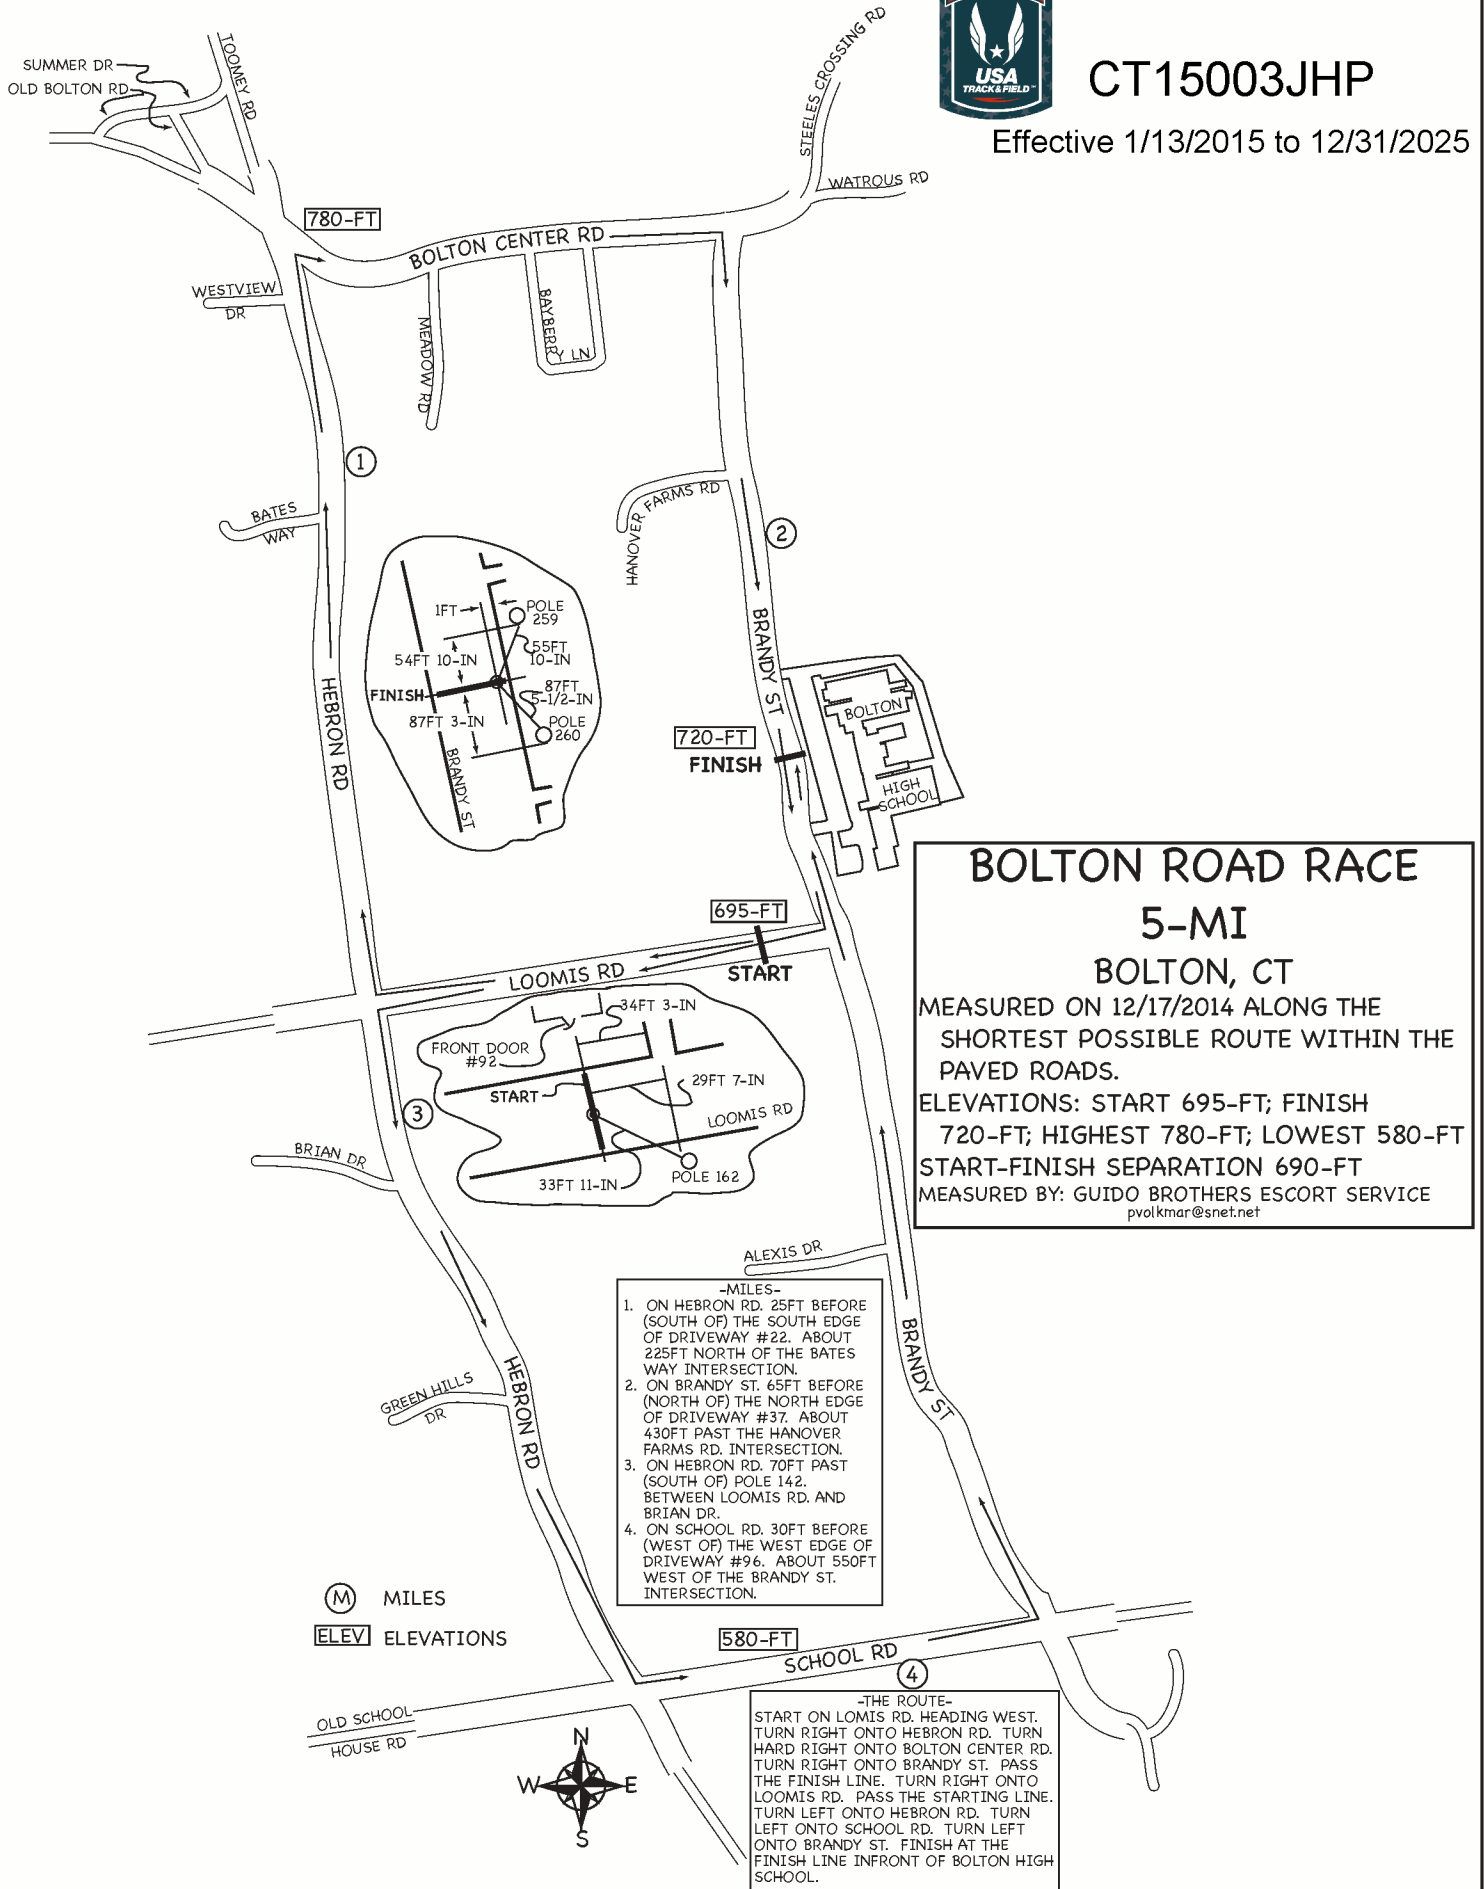 SUMMER DR
OLD BOLTON RD
TOOMEY RD
STEELES CROSSING RD
USA
TRACK & FIELD
CT15003JHP
Effective 1/13/2015 to 12/31/2025
WATROUS RD
780-FT
BOLTON CENTER RD
WESTVIEW
DR
MEADOW RD
BAYBERRY LN
1
BATES
WAY
HANOVER FARMS RD
2
1FT
POLE
259
55FT
10-IN
54FT 10-IN
FINISH
87FT
5-1/2-IN
87FT 3-IN
POLE
260
BRANDY ST
HEBRON RD
BRANDY ST
BOLTON
HIGH
SCHOOL
720-FT
FINISH
695-FT
START
LOOMIS RD
BOLTON ROAD RACE
5-MI
BOLTON, CT
MEASURED ON 12/17/2014 ALONG THE
SHORTEST POSSIBLE ROUTE WITHIN THE
PAVED ROADS.
ELEVATIONS: START 695-FT; FINISH
720-FT; HIGHEST 780-FT; LOWEST 580-FT
START-FINISH SEPARATION 690-FT
MEASURED BY: GUIDO BROTHERS ESCORT SERVICE
pvolkmar@snet.net
34FT 3-IN
FRONT DOOR
#92
START
29FT 7-IN
LOOMIS RD
33FT 11-IN
POLE 162
3
BRIAN DR
ALEXIS DR
-MILES-
1. ON HEBRON RD. 25FT BEFORE
(SOUTH OF) THE SOUTH EDGE
OF DRIVEWAY #22. ABOUT
225FT NORTH OF THE BATES
WAY INTERSECTION.
2. ON BRANDY ST. 65FT BEFORE
(NORTH OF) THE NORTH EDGE
OF DRIVEWAY #37. ABOUT
430FT PAST THE HANOVER
FARMS RD. INTERSECTION.
3. ON HEBRON RD. 70FT PAST
(SOUTH OF) POLE 142.
BETWEEN LOOMIS RD. AND
BRIAN DR.
4. ON SCHOOL RD. 30FT BEFORE
(WEST OF) THE WEST EDGE OF
DRIVEWAY #96. ABOUT 550FT
WEST OF THE BRANDY ST.
INTERSECTION.
BRANDY ST
GREEN HILLS
DR
HEBRON RD
M MILES
ELEV ELEVATIONS
580-FT
SCHOOL RD
4
OLD SCHOOL
HOUSE RD
N
W
E
S
-THE ROUTE-
START ON LOMIS RD. HEADING WEST.
TURN RIGHT ONTO HEBRON RD. TURN
HARD RIGHT ONTO BOLTON CENTER RD.
TURN RIGHT ONTO BRANDY ST. PASS
THE FINISH LINE. TURN RIGHT ONTO
LOOMIS RD. PASS THE STARTING LINE.
TURN LEFT ONTO HEBRON RD. TURN
LEFT ONTO SCHOOL RD. TURN LEFT
ONTO BRANDY ST. FINISH AT THE
FINISH LINE INFRONT OF BOLTON HIGH
SCHOOL.